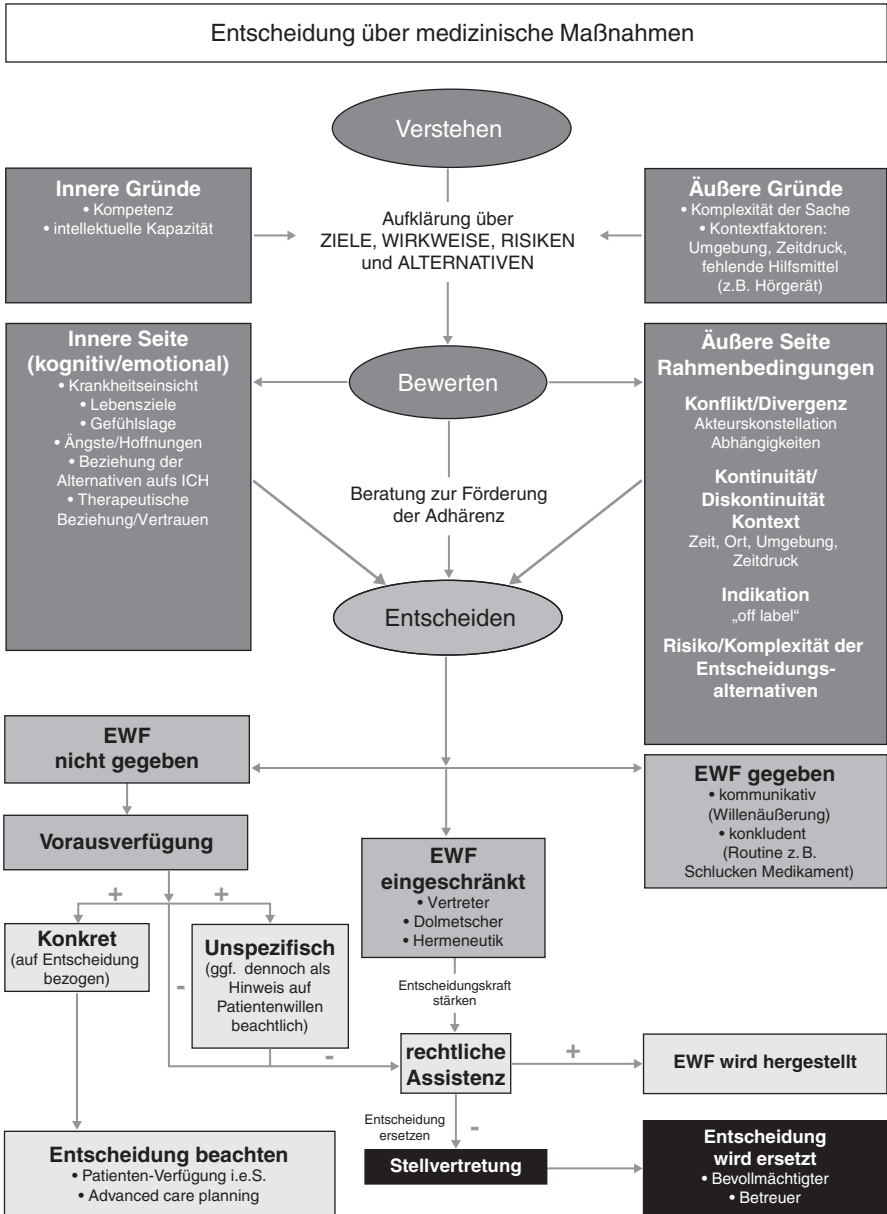 Entscheidung über medizinische Maßnahmen
Verstehen
Innere Gründe
• Kompetenz
• intellektuelle Kapazität
Aufklärung über
ZIELE, WIRKWEISE, RISIKEN
und ALTERNATIVEN
Äußere Gründe
• Komplexität der Sache
• Kontextfaktoren:
Umgebung, Zeitdruck,
fehlende Hilfsmittel
(z.B. Hörgerät)
Innere Seite
(kognitiv/emotional)
• Krankheitseinsicht
• Lebensziele
• Gefühlslage
• Ängste/Hoffnungen
• Beziehung der
Alternativen aufs ICH
• Therapeutische
Beziehung/Vertrauen
Bewerten
Beratung zur Förderung
der Adhärenz
Äußere Seite
Rahmenbedingungen
Konflikt/Divergenz
Akteurskonstellation
Abhängigkeiten
Kontinuität/
Diskontinuität
Kontext
Zeit, Ort, Umgebung,
Zeitdruck
Indikation
„off label“
Risiko/Komplexität der
Entscheidungs-
alternativen
Entscheiden
EWF
nicht gegeben
EWF gegeben
• kommunikativ
(Willenäußerung)
• konkludent
(Routine z. B.
Schlucken Medikament)
Vorausverfügung
EWF
eingeschränkt
• Vertreter
• Dolmetscher
• Hermeneutik
+
+
Konkret
(auf Entscheidung
bezogen)
-
Unspezifisch
(ggf. dennoch als
Hinweis auf
Patientenwillen
beachtlich)
-
Entscheidungskraft
stärken
rechtliche
Assistenz
+
EWF wird hergestellt
Entscheidung
ersetzen
-
Entscheidung beachten
• Patienten-Verfügung i.e.S.
• Advanced care planning
Stellvertretung
Entscheidung
wird ersetzt
• Bevollmächtigter
• Betreuer